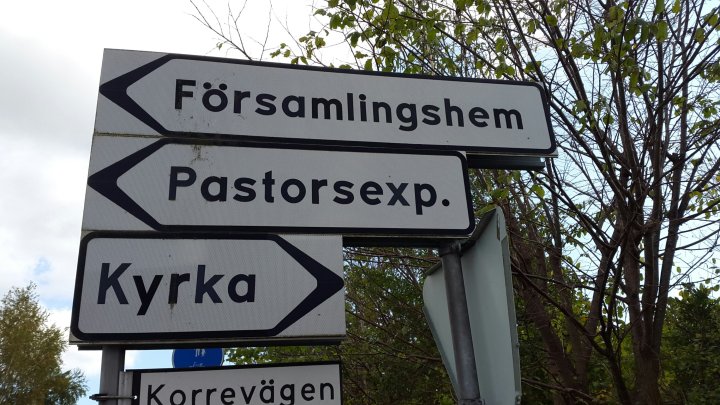 Församlingshem
Pastorsexp.
Kyrka
Korrevägen